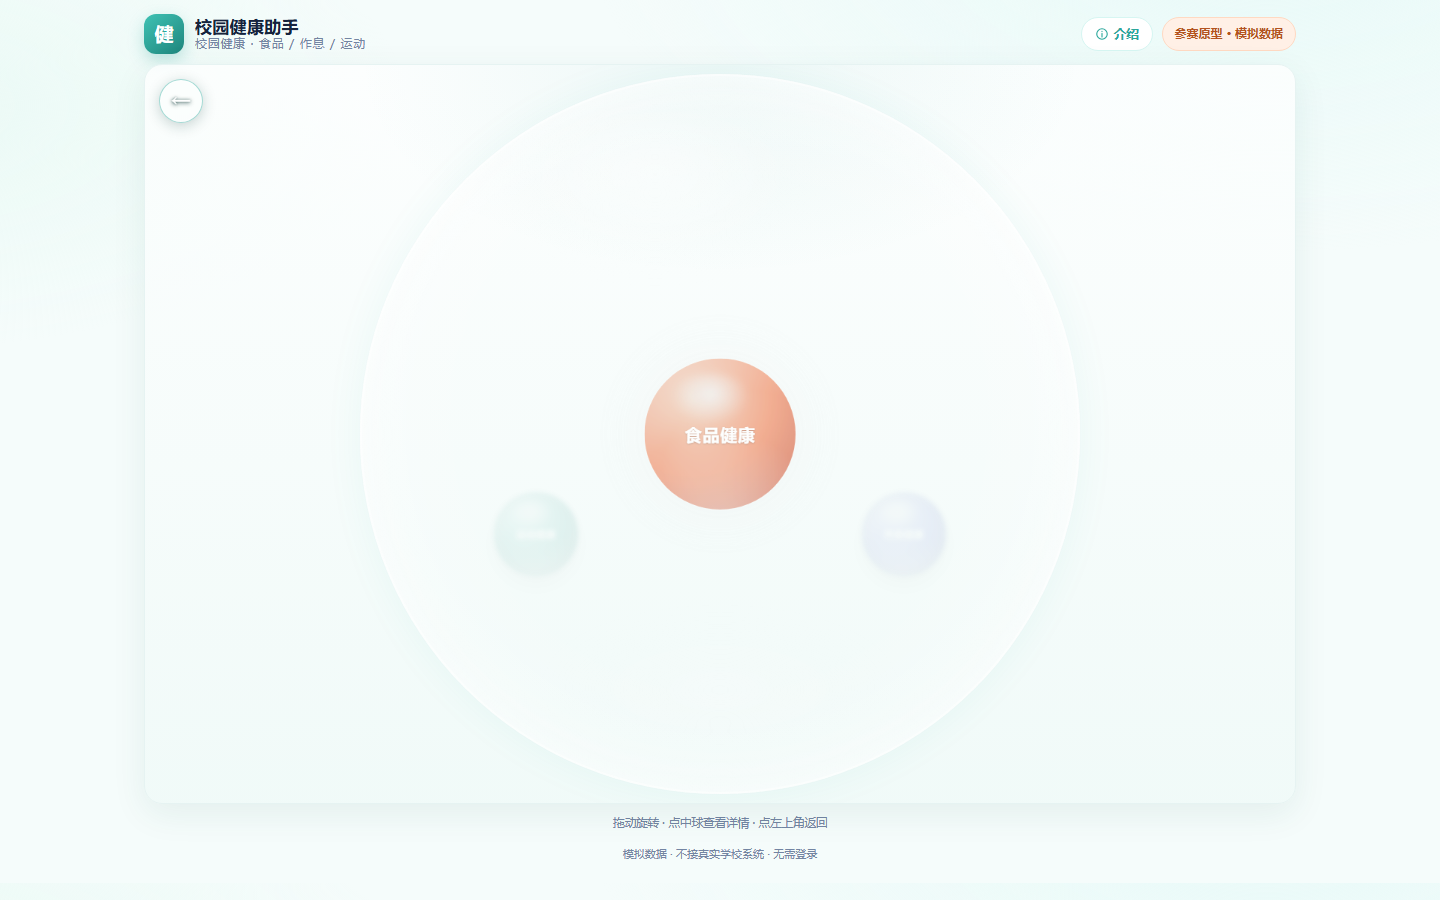 健
校园健康助手
校园健康 · 食品 / 作息 / 运动
介绍
参赛原型 • 模拟数据
←
食品健康
拖动旋转 · 点中球查看详情 · 点左上角返回
模拟数据 · 不接真实学校系统 · 无需登录